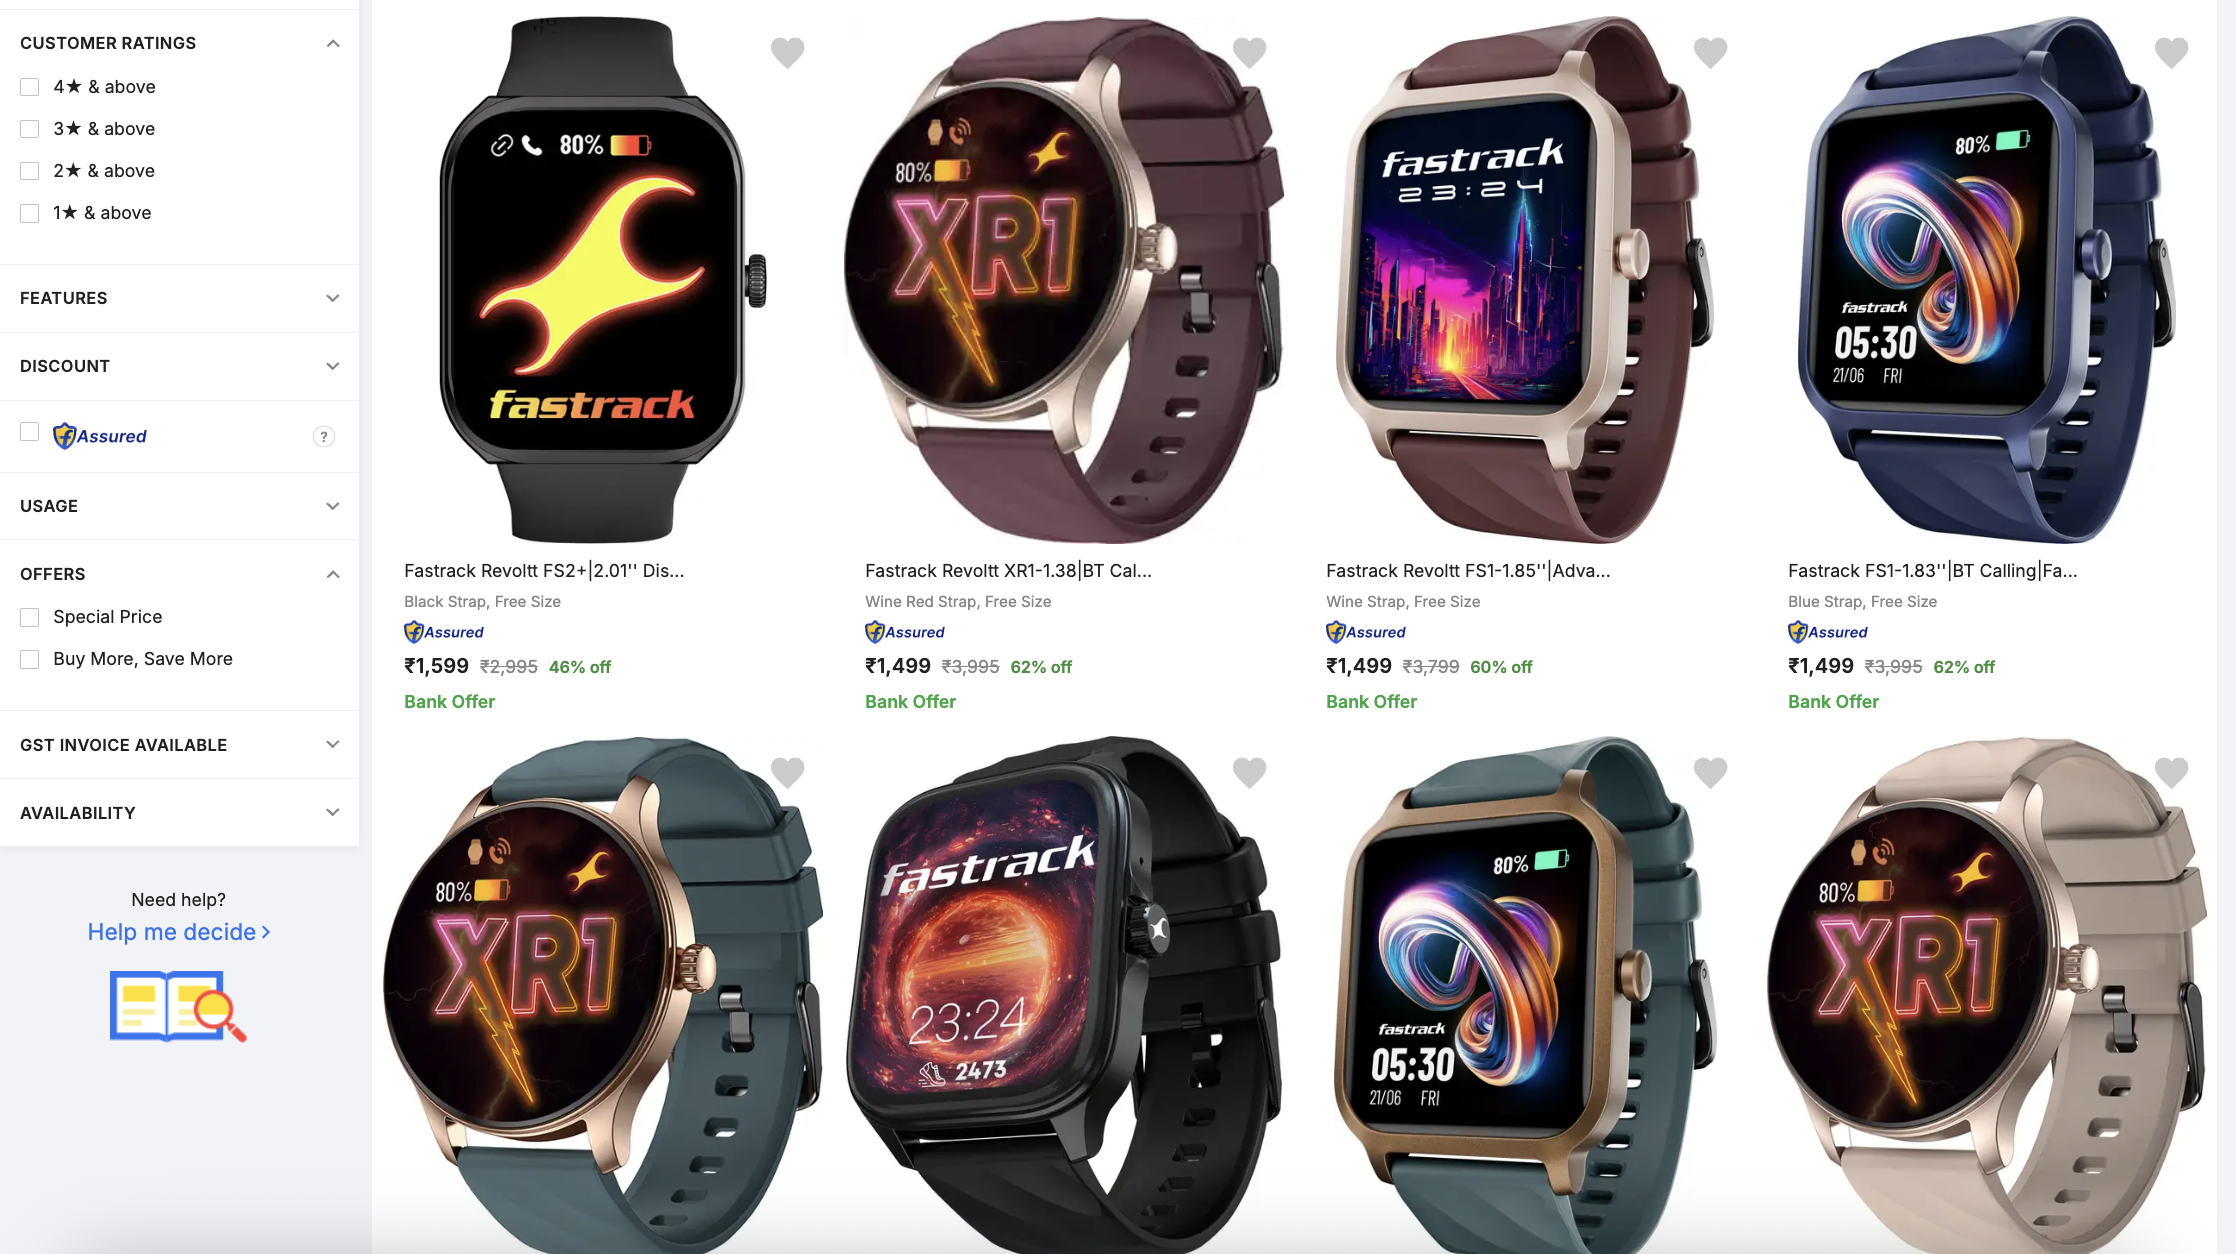 CUSTOMER RATINGS
4★ & above
3★ & above
2★ & above
1★ & above
FEATURES
DISCOUNT
Assured
?
USAGE
OFFERS
Special Price
Buy More, Save More
GST INVOICE AVAILABLE
AVAILABILITY
Need help?
Help me decide
80%
fastrack
80%
XR1
fastrack
23:24
80%
fastrack
05:30
21/06 FRI
Fastrack Revoltt FS2+|2.01'' Dis...
Black Strap, Free Size
Assured
₹1,599 ₹2,995 46% off
Bank Offer
Fastrack Revoltt XR1-1.38|BT Cal...
Wine Red Strap, Free Size
Assured
₹1,499 ₹3,995 62% off
Bank Offer
Fastrack Revoltt FS1-1.85''|Adva...
Wine Strap, Free Size
Assured
₹1,499 ₹3,799 60% off
Bank Offer
Fastrack FS1-1.83''|BT Calling|Fa...
Blue Strap, Free Size
Assured
₹1,499 ₹3,995 62% off
Bank Offer
80%
XR1
fastrack
23:24
2473
80%
fastrack
05:30
21/06 FRI
80%
XR1